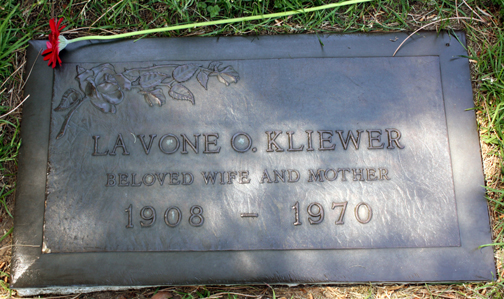 LA'VONE O. KLIEWER
BELOVED WIFE AND MOTHER
1908 – 1970